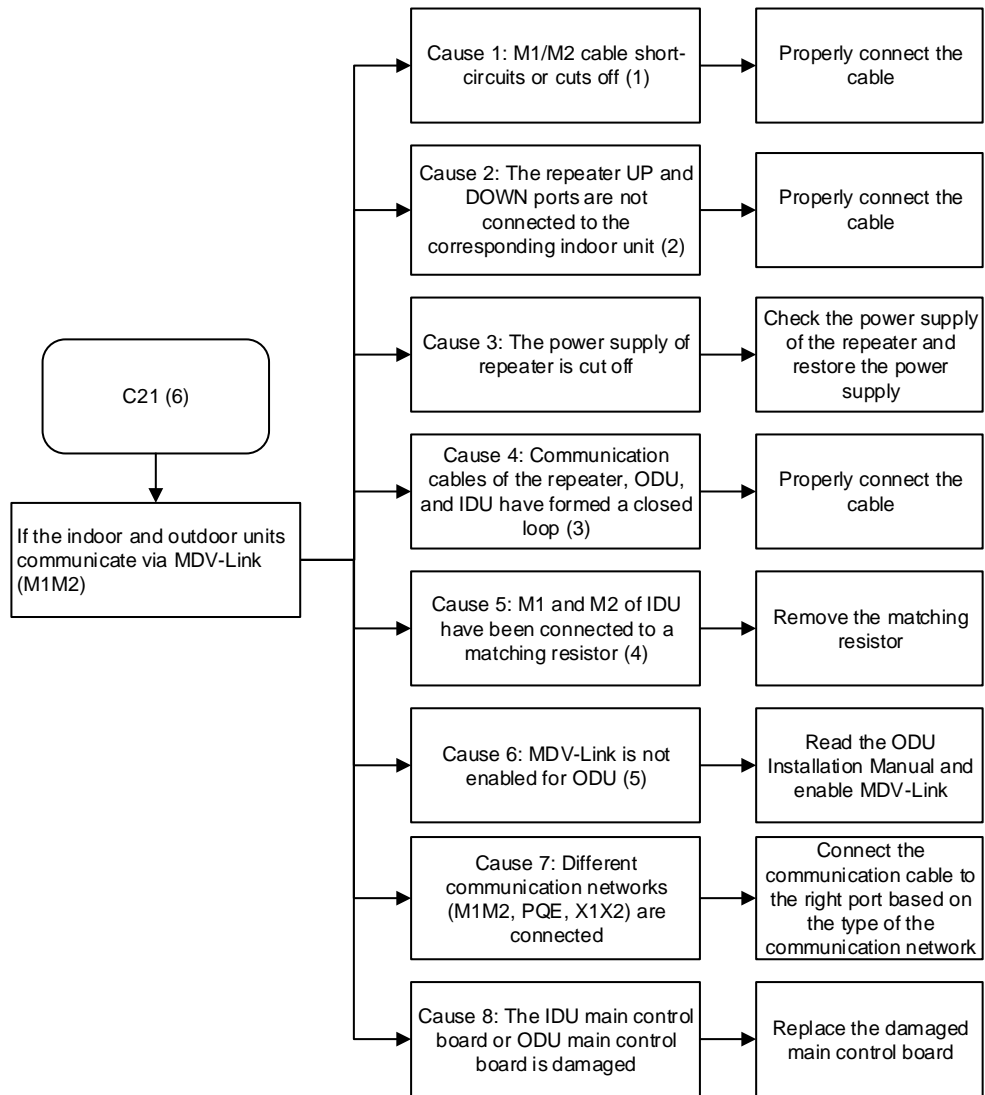 Cause 1: M1/M2 cable short-
circuits or cuts off (1)
Properly connect the
cable
Cause 2: The repeater UP and
DOWN ports are not
connected to the
corresponding indoor unit (2)
Properly connect the
cable
Cause 3: The power supply of
repeater is cut off
Check the power supply
of the repeater and
restore the power
supply
C21 (6)
Cause 4: Communication
cables of the repeater, ODU,
and IDU have formed a closed
loop (3)
Properly connect the
cable
If the indoor and outdoor units
communicate via MDV-Link
(M1M2)
Cause 5: M1 and M2 of IDU
have been connected to a
matching resistor (4)
Remove the matching
resistor
Cause 6: MDV-Link is not
enabled for ODU (5)
Read the ODU
Installation Manual and
enable MDV-Link
Cause 7: Different
communication networks
(M1M2, PQE, X1X2) are
connected
Connect the
communication cable to
the right port based on
the type of the
communication network
Cause 8: The IDU main control
board or ODU main control
board is damaged
Replace the damaged
main control board